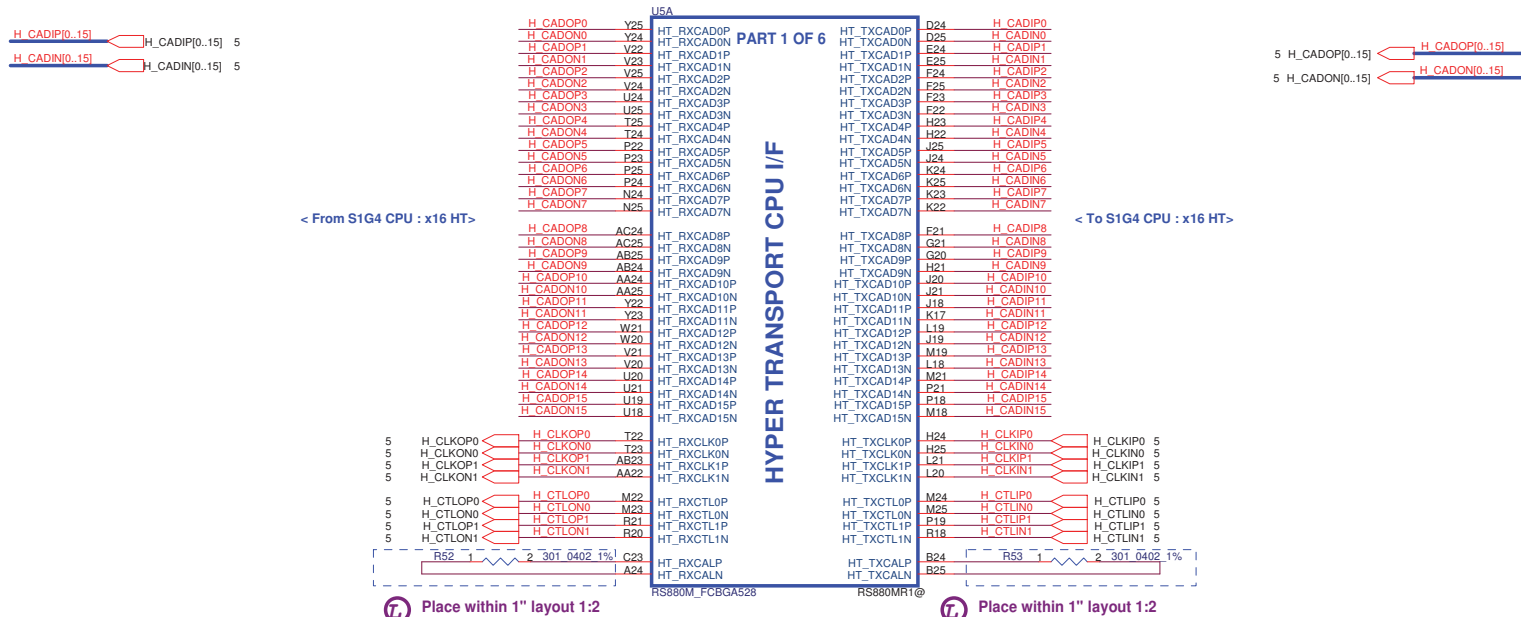 U5A
H_CADIP[0..15] H_CADIP[0..15] 5
H_CADIN[0..15] H_CADIN[0..15] 5
5 H_CADOP[0..15] H_CADOP[0..15]
5 H_CADON[0..15] H_CADON[0..15]
PART 1 OF 6
HYPER TRANSPORT CPU I/F
< From S1G4 CPU : x16 HT>
< To S1G4 CPU : x16 HT>
H_CADOP0 Y25 HT_RXCAD0P HT_TXCAD0P D24 H_CADIP0
H_CADON0 Y24 HT_RXCAD0N HT_TXCAD0N D25 H_CADIN0
H_CADOP1 V22 HT_RXCAD1P HT_TXCAD1P E24 H_CADIP1
H_CADON1 V23 HT_RXCAD1N HT_TXCAD1N E25 H_CADIN1
H_CADOP2 V25 HT_RXCAD2P HT_TXCAD2P F24 H_CADIP2
H_CADON2 V24 HT_RXCAD2N HT_TXCAD2N F25 H_CADIN2
H_CADOP3 U24 HT_RXCAD3P HT_TXCAD3P F23 H_CADIP3
H_CADON3 U25 HT_RXCAD3N HT_TXCAD3N F22 H_CADIN3
H_CADOP4 T25 HT_RXCAD4P HT_TXCAD4P H23 H_CADIP4
H_CADON4 T24 HT_RXCAD4N HT_TXCAD4N H22 H_CADIN4
H_CADOP5 P22 HT_RXCAD5P HT_TXCAD5P J25 H_CADIP5
H_CADON5 P23 HT_RXCAD5N HT_TXCAD5N J24 H_CADIN5
H_CADOP6 P25 HT_RXCAD6P HT_TXCAD6P K24 H_CADIP6
H_CADON6 P24 HT_RXCAD6N HT_TXCAD6N K25 H_CADIN6
H_CADOP7 N24 HT_RXCAD7P HT_TXCAD7P K23 H_CADIP7
H_CADON7 N25 HT_RXCAD7N HT_TXCAD7N K22 H_CADIN7
H_CADOP8 AC24 HT_RXCAD8P HT_TXCAD8P F21 H_CADIP8
H_CADON8 AC25 HT_RXCAD8N HT_TXCAD8N G21 H_CADIN8
H_CADOP9 AB25 HT_RXCAD9P HT_TXCAD9P G20 H_CADIP9
H_CADON9 AB24 HT_RXCAD9N HT_TXCAD9N H21 H_CADIN9
H_CADOP10 AA24 HT_RXCAD10P HT_TXCAD10P J20 H_CADIP10
H_CADON10 AA25 HT_RXCAD10N HT_TXCAD10N J21 H_CADIN10
H_CADOP11 Y22 HT_RXCAD11P HT_TXCAD11P J18 H_CADIP11
H_CADON11 Y23 HT_RXCAD11N HT_TXCAD11N K17 H_CADIN11
H_CADOP12 W21 HT_RXCAD12P HT_TXCAD12P L19 H_CADIP12
H_CADON12 W20 HT_RXCAD12N HT_TXCAD12N J19 H_CADIN12
H_CADOP13 V21 HT_RXCAD13P HT_TXCAD13P M19 H_CADIP13
H_CADON13 V20 HT_RXCAD13N HT_TXCAD13N L18 H_CADIN13
H_CADOP14 U20 HT_RXCAD14P HT_TXCAD14P M21 H_CADIP14
H_CADON14 U21 HT_RXCAD14N HT_TXCAD14N P21 H_CADIN14
H_CADOP15 U19 HT_RXCAD15P HT_TXCAD15P P18 H_CADIP15
H_CADON15 U18 HT_RXCAD15N HT_TXCAD15N M18 H_CADIN15
5 H_CLKOP0 H_CLKOP0 T22 HT_RXCLK0P HT_TXCLK0P H24 H_CLKIP0 H_CLKIP0 5
5 H_CLKON0 H_CLKON0 T23 HT_RXCLK0N HT_TXCLK0N H25 H_CLKIN0 H_CLKIN0 5
5 H_CLKOP1 H_CLKOP1 AB23 HT_RXCLK1P HT_TXCLK1P L21 H_CLKIP1 H_CLKIP1 5
5 H_CLKON1 H_CLKON1 AA22 HT_RXCLK1N HT_TXCLK1N L20 H_CLKIN1 H_CLKIN1 5
5 H_CTLOP0 H_CTLOP0 M22 HT_RXCTL0P HT_TXCTL0P M24 H_CTLIP0 H_CTLIP0 5
5 H_CTLON0 H_CTLON0 M23 HT_RXCTL0N HT_TXCTL0N M25 H_CTLIN0 H_CTLIN0 5
5 H_CTLOP1 H_CTLOP1 R21 HT_RXCTL1P HT_TXCTL1P P19 H_CTLIP1 H_CTLIP1 5
5 H_CTLON1 H_CTLON1 R20 HT_RXCTL1N HT_TXCTL1N R18 H_CTLIN1 H_CTLIN1 5
R52 1 2 301_0402_1% C23 HT_RXCALP HT_TXCALP B24 R53 1 2 301_0402_1%
A24 HT_RXCALN HT_TXCALN B25
RS880M_FCBGA528 RS880MR1@
Place within 1" layout 1:2
Place within 1" layout 1:2